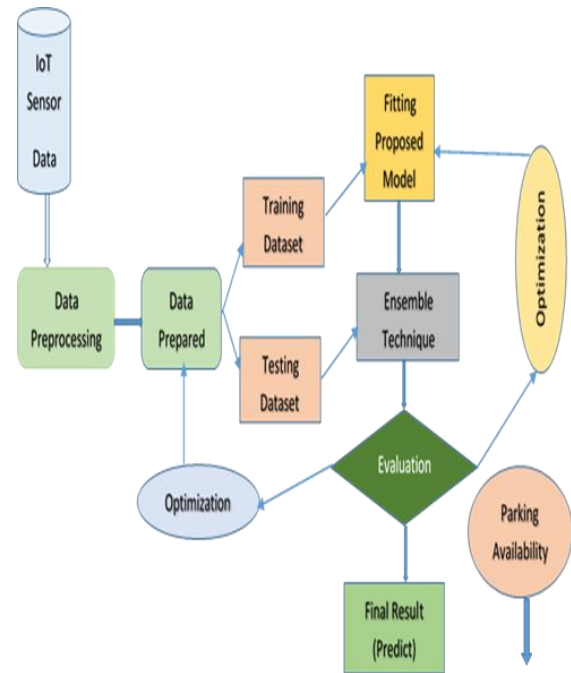 IoT
Sensor
Data
Fitting
Proposed
Model
Training
Dataset
Optimization
Data
Preprocessing
Data
Prepared
Ensemble
Technique
Testing
Dataset
Evaluation
Optimization
Parking
Availability
Final Result
(Predict)